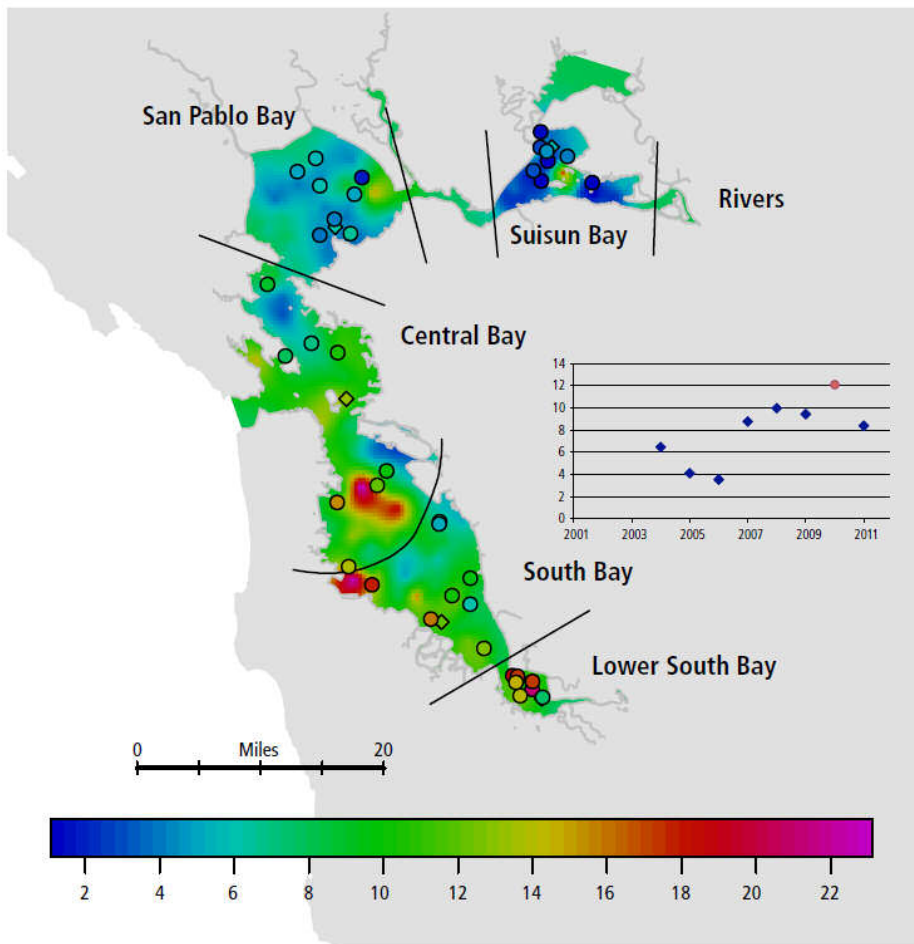 San Pablo Bay
Rivers
Suisun Bay
Central Bay
14
12
10
8
6
4
2
0
2001 2003 2005 2007 2009 2011
South Bay
Lower South Bay
0 Miles 20
2 4 6 8 10 12 14 16 18 20 22